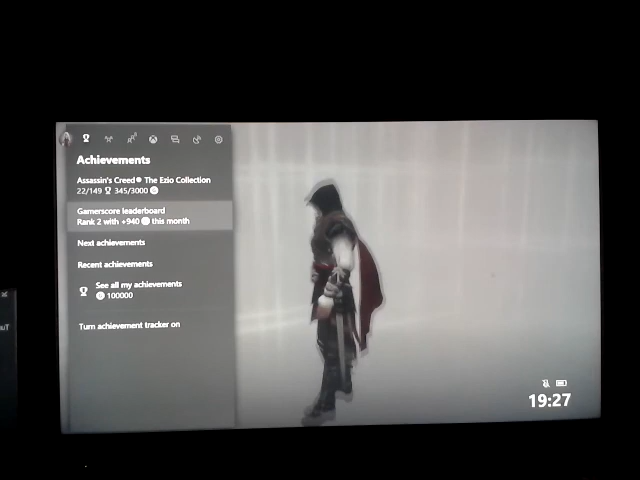 Achievements
Assassin's Creed® The Ezio Collection
22/149 345/3000 G
Gamerscore leaderboard
Rank 2 with +940 G this month
Next achievements
Recent achievements
See all my achievements
G 100000
Turn achievement tracker on
19:27